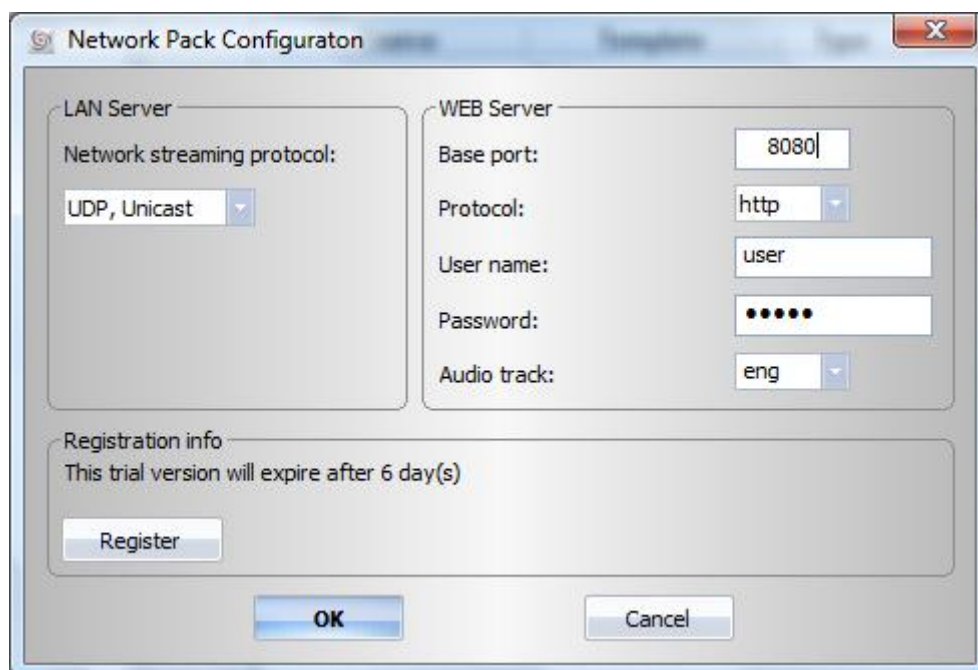 Network Pack Configuraton
Template
LAN Server
Network streaming protocol:
UDP, Unicast
WEB Server
Base port: 8080
Protocol: http
User name: user
Password: •••••
Audio track: eng
Registration info
This trial version will expire after 6 day(s)
Register
OK
Cancel